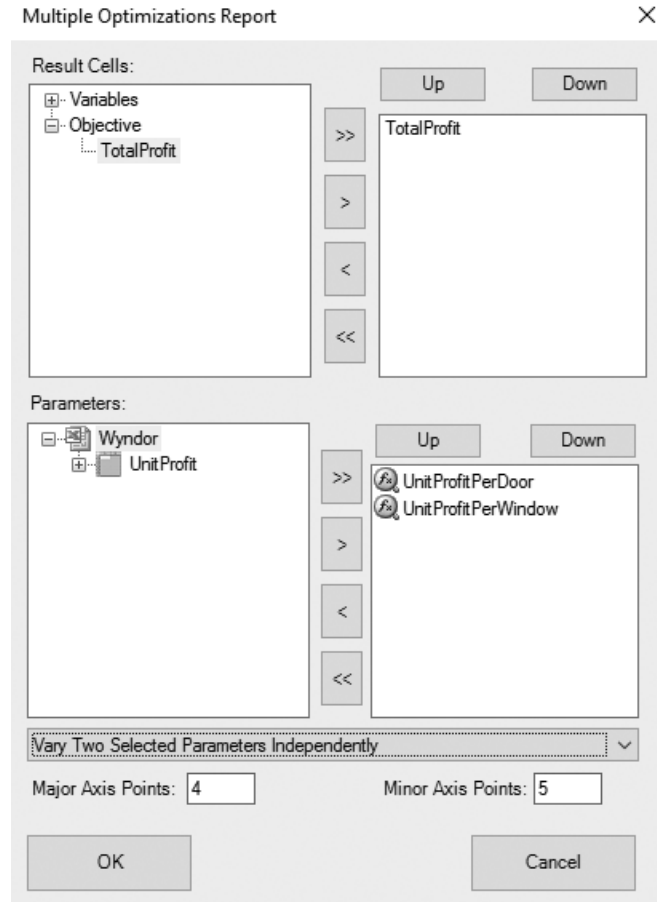 Multiple Optimizations Report
Result Cells:
Up
Down
Variables
Objective
TotalProfit
TotalProfit
>>
>
<
<<
Parameters:
Up
Down
Wyndor
UnitProfit
UnitProfitPerDoor
UnitProfitPerWindow
>>
>
<
<<
Vary Two Selected Parameters Independently
Major Axis Points: 4
Minor Axis Points: 5
OK
Cancel